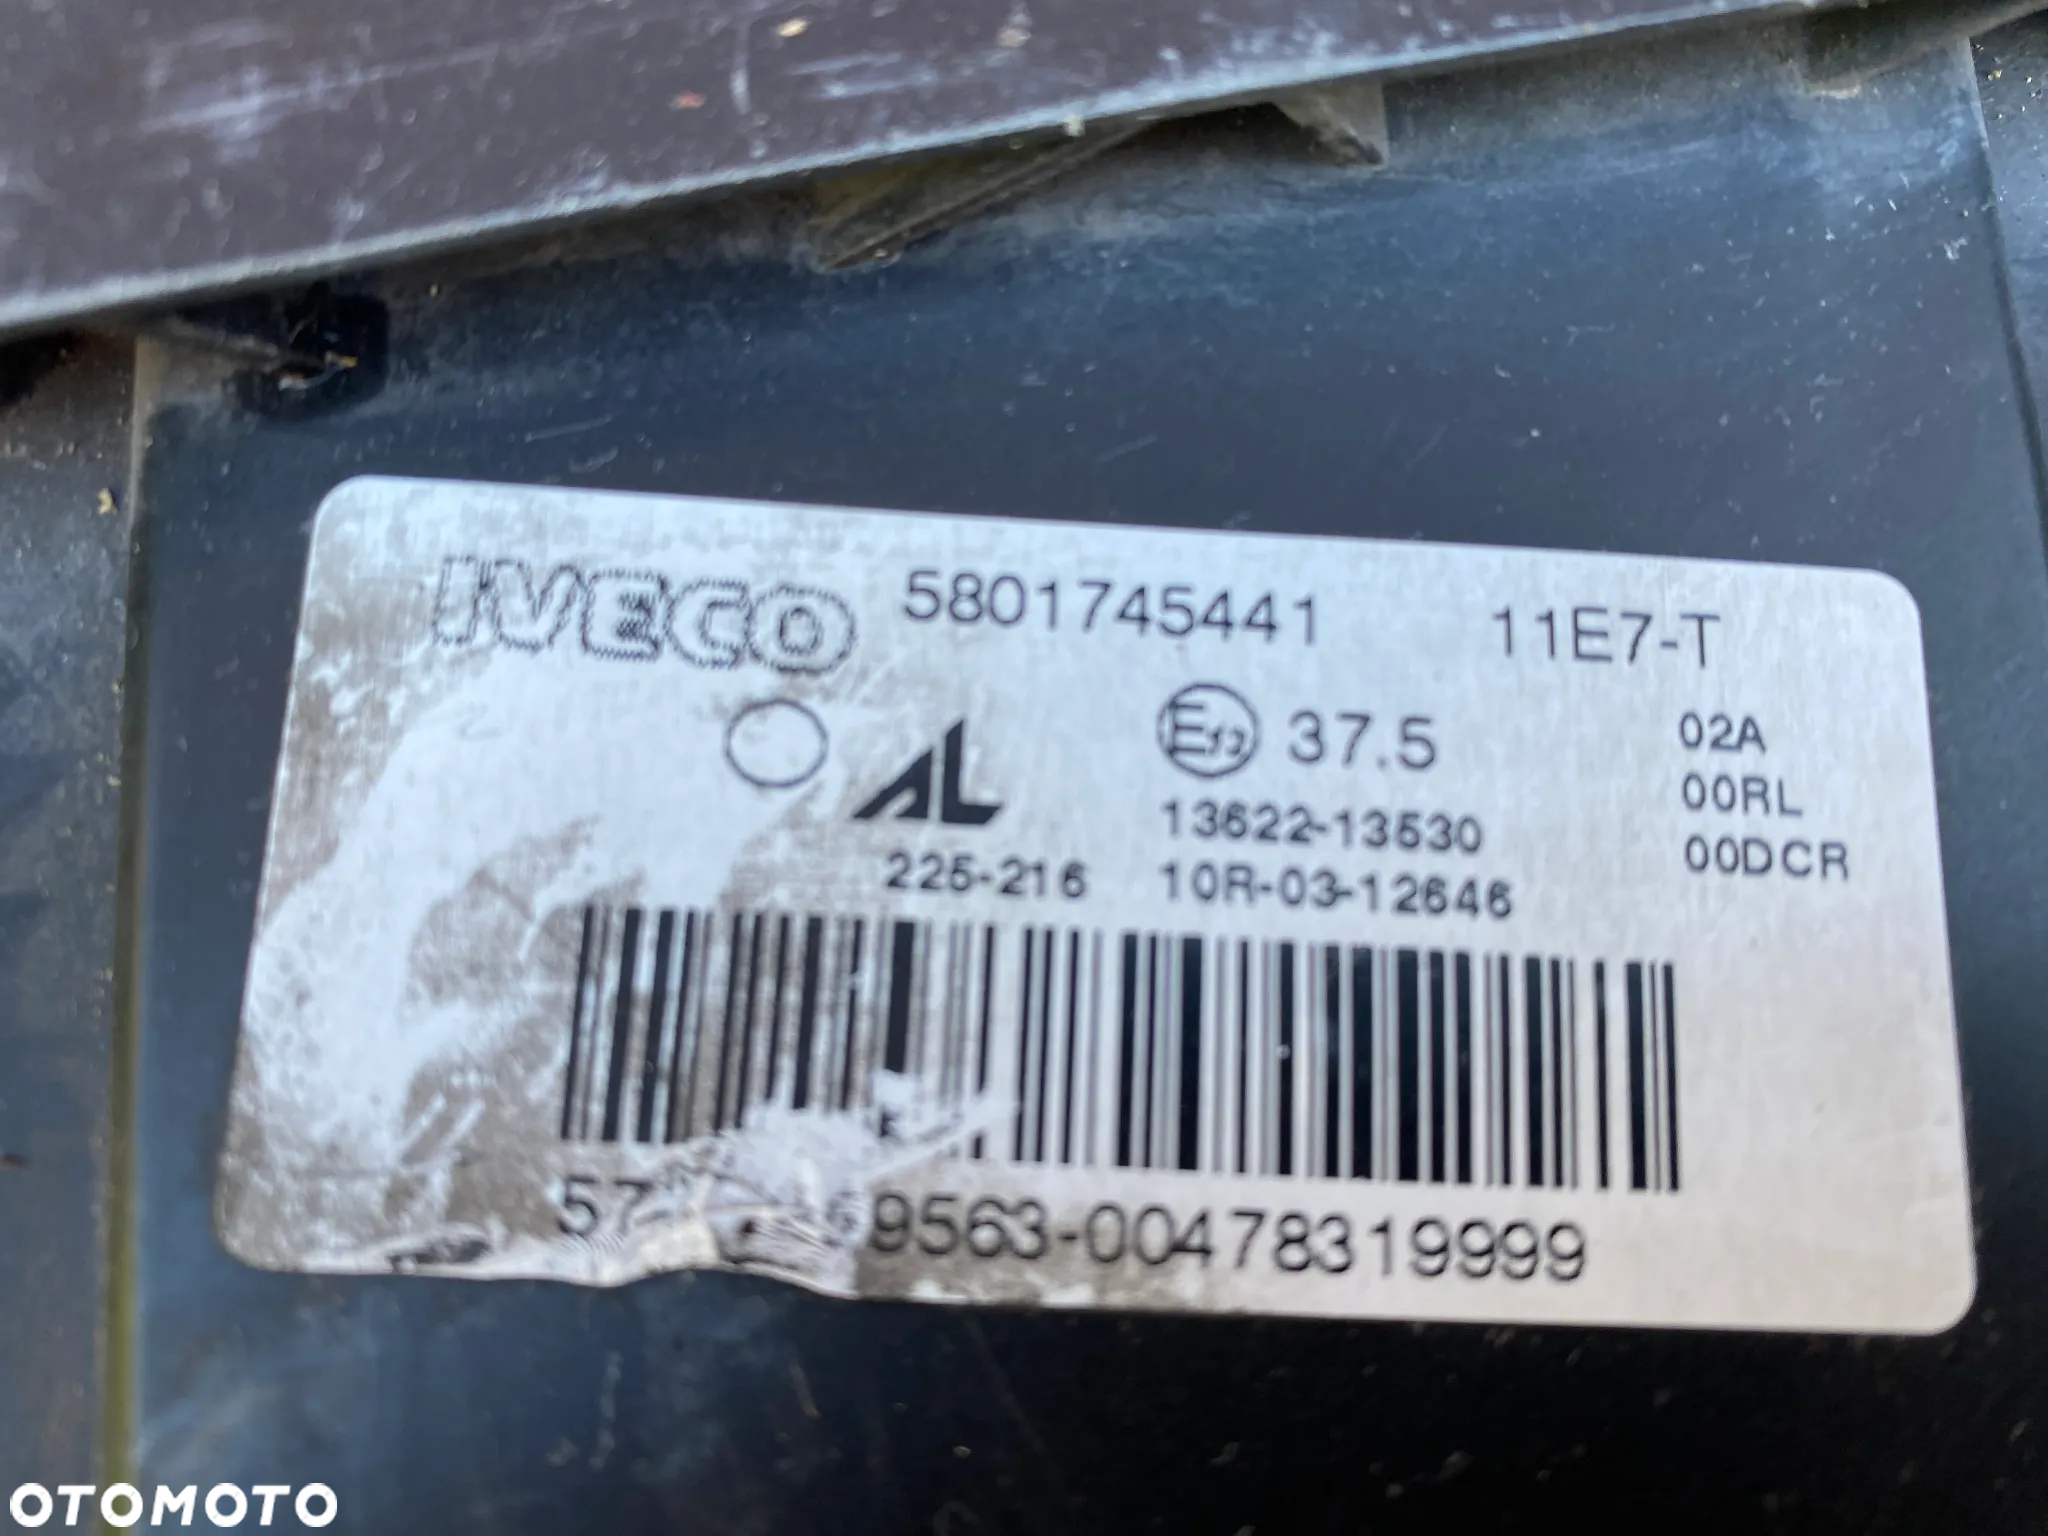 IVECO 5801745441 11E7-T
AL E13 37.5 02A
13622-13530 00RL
225-216 10R-03-12646 00DCR
9563-00478319999
OTOMOTO